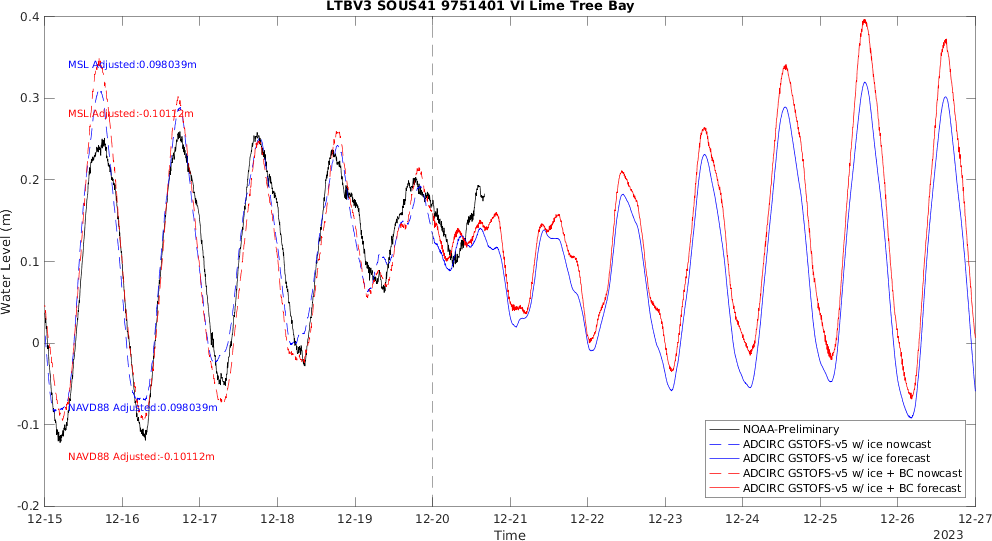 LTBV3 SOUS41 9751401 VI Lime Tree Bay
0.4
0.3
0.2
0.1
0
-0.1
-0.2
Water Level (m)
MSL Adjusted:0.098039m
MSL Adjusted:-0.10112m
NAVD88 Adjusted:0.098039m
NAVD88 Adjusted:-0.10112m
NOAA-Preliminary
ADCIRC GSTOFS-v5 w/ ice nowcast
ADCIRC GSTOFS-v5 w/ ice forecast
ADCIRC GSTOFS-v5 w/ ice + BC nowcast
ADCIRC GSTOFS-v5 w/ ice + BC forecast
12-15 12-16 12-17 12-18 12-19 12-20 12-21 12-22 12-23 12-24 12-25 12-26 12-27
Time
2023